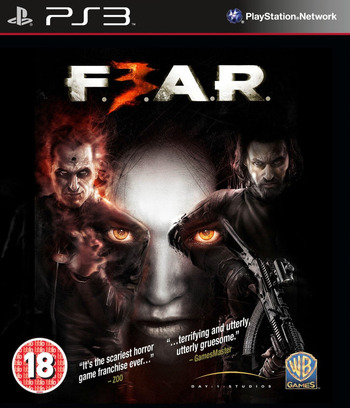 PS3
PlayStation®Network
F.3.A.R.
"It's the scariest horror
game franchise ever..."
– ZOO
"...terrifying and utterly,
utterly gruesome."
– GamesMaster
18
DAY·1·STUDIOS
WB
GAMES